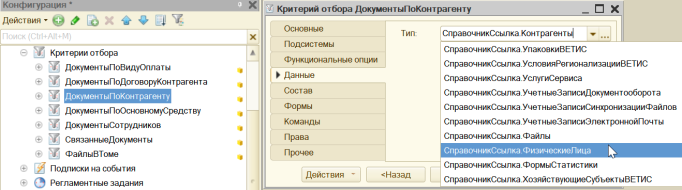 Конфигурация *
Действия
Поиск (Ctrl+Alt+M)
Критерии отбора
ДокументыПоВидуОплаты
ДокументыПоДоговоруКонтрагента
ДокументыПоКонтрагенту
ДокументыПоОсновномуСредству
ДокументыСотрудников
СвязанныеДокументы
ФайлыВТоме
Подписки на события
Регламентные задания
Критерий отбора ДокументыПоКонтрагенту
Основные
Подсистемы
Функциональные опции
Данные
Состав
Формы
Команды
Права
Прочее
Действия
<Назад
Тип:
СправочникСсылка.Контрагенты
СправочникСсылка.УпаковкиВЕТИС
СправочникСсылка.УсловияРегионализацииВЕТИС
СправочникСсылка.УслугиСервиса
СправочникСсылка.УчетныеЗаписиДокументооборота
СправочникСсылка.УчетныеЗаписиСинхронизацииФайлов
СправочникСсылка.УчетныеЗаписиЭлектроннойПочты
СправочникСсылка.Файлы
СправочникСсылка.ФизическиеЛица
СправочникСсылка.ФормыСтатистики
СправочникСсылка.ХозяйствующиеСубъектыВЕТИС